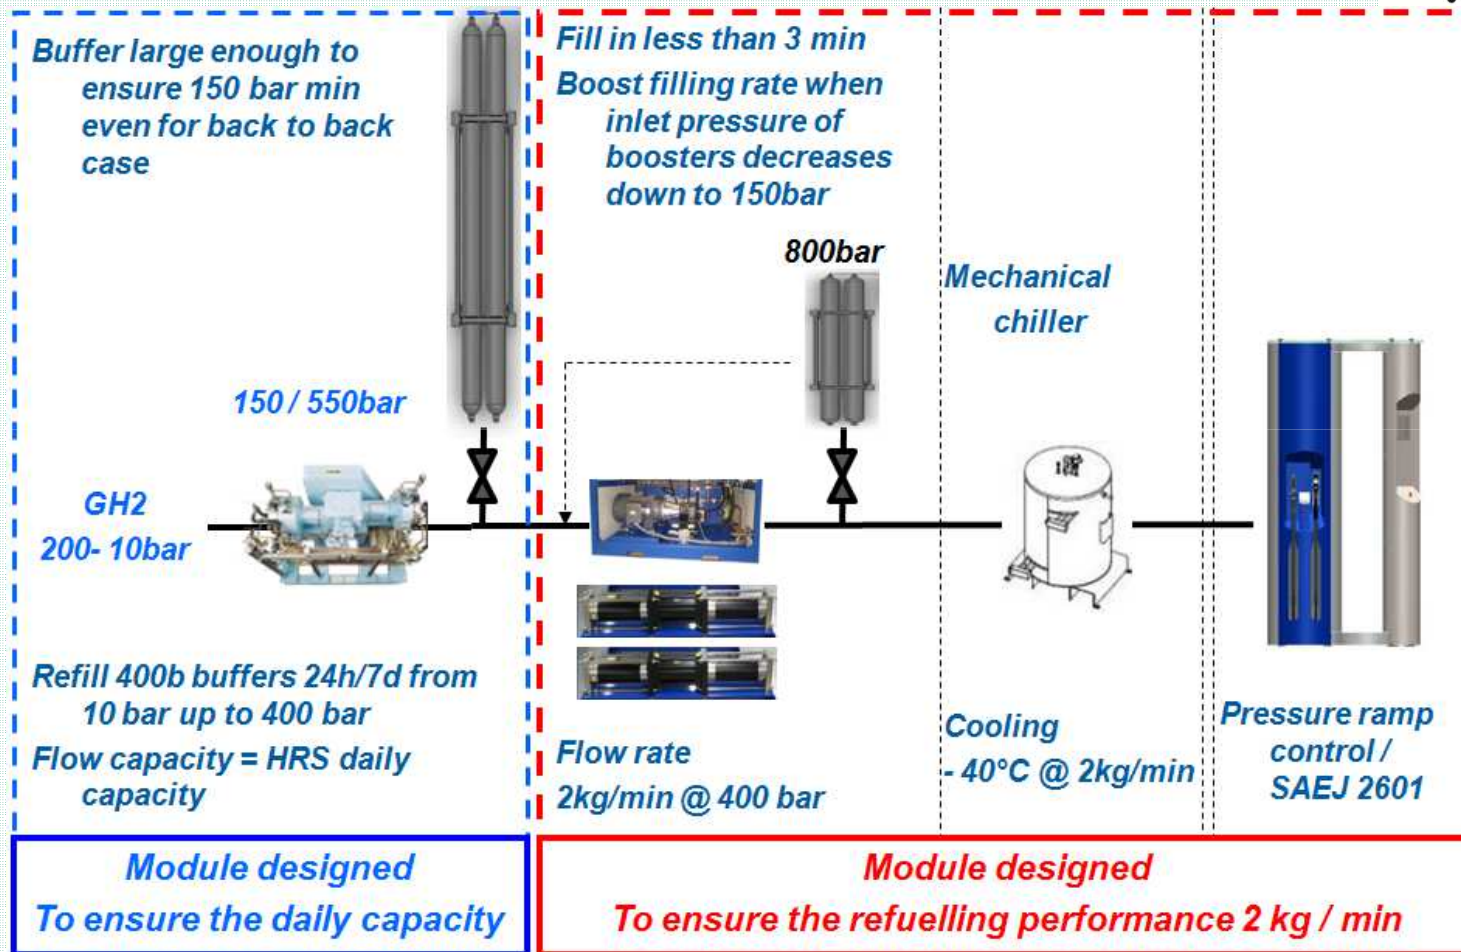 Buffer large enough to
ensure 150 bar min
even for back to back
case
150 / 550bar
GH2
200- 10bar
Refill 400b buffers 24h/7d from
10 bar up to 400 bar
Flow capacity = HRS daily
capacity
Module designed
To ensure the daily capacity
Fill in less than 3 min
Boost filling rate when
inlet pressure of
boosters decreases
down to 150bar
800bar
Flow rate
2kg/min @ 400 bar
Mechanical
chiller
Cooling
- 40°C @ 2kg/min
Pressure ramp
control /
SAEJ 2601
Module designed
To ensure the refuelling performance 2 kg / min